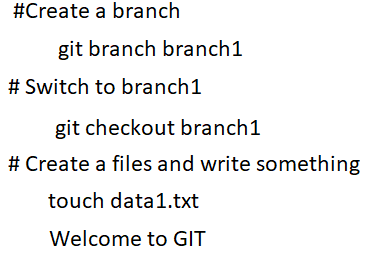 #Create a branch
git branch branch1
# Switch to branch1
git checkout branch1
# Create a files and write something
touch data1.txt
Welcome to GIT